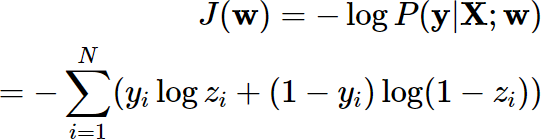 J(w) = − log P(y|X; w)
= − ∑_{i=1}^{N} (y_i log z_i + (1 − y_i) log(1 − z_i))